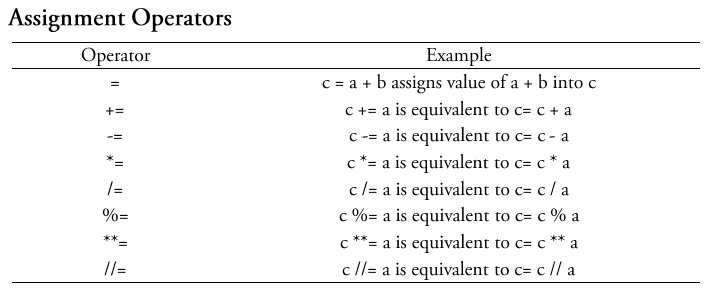 Assignment Operators
Operator Example
= c = a + b assigns value of a + b into c
+= c += a is equivalent to c= c + a
-= c -= a is equivalent to c= c - a
*= c *= a is equivalent to c= c * a
/= c /= a is equivalent to c= c / a
%= c %= a is equivalent to c= c % a
**= c **= a is equivalent to c= c ** a
//= c //= a is equivalent to c= c // a